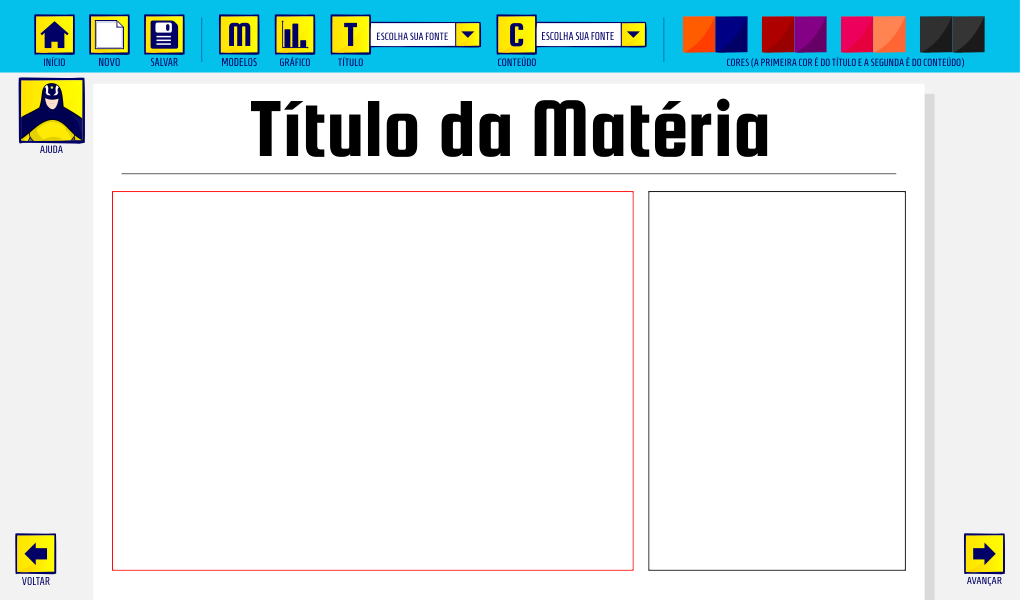 INÍCIO
NOVO
SALVAR
M
MODELOS
GRÁFICO
T
TÍTULO
ESCOLHA SUA FONTE
C
CONTEÚDO
ESCOLHA SUA FONTE
CORES (A PRIMEIRA COR É DO TÍTULO E A SEGUNDA É DO CONTEÚDO)
AJUDA
Título da Matéria
VOLTAR
AVANÇAR